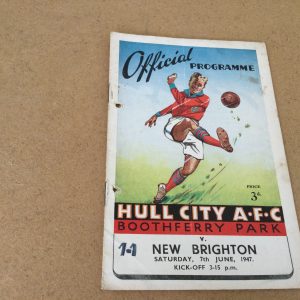 Official
PROGRAMME
PRICE
3d.
HULL CITY A·F·C
BOOTHFERRY PARK
v.
1-1 NEW BRIGHTON
SATURDAY, 7th JUNE, 1947.
KICK-OFF 3-15 p.m.